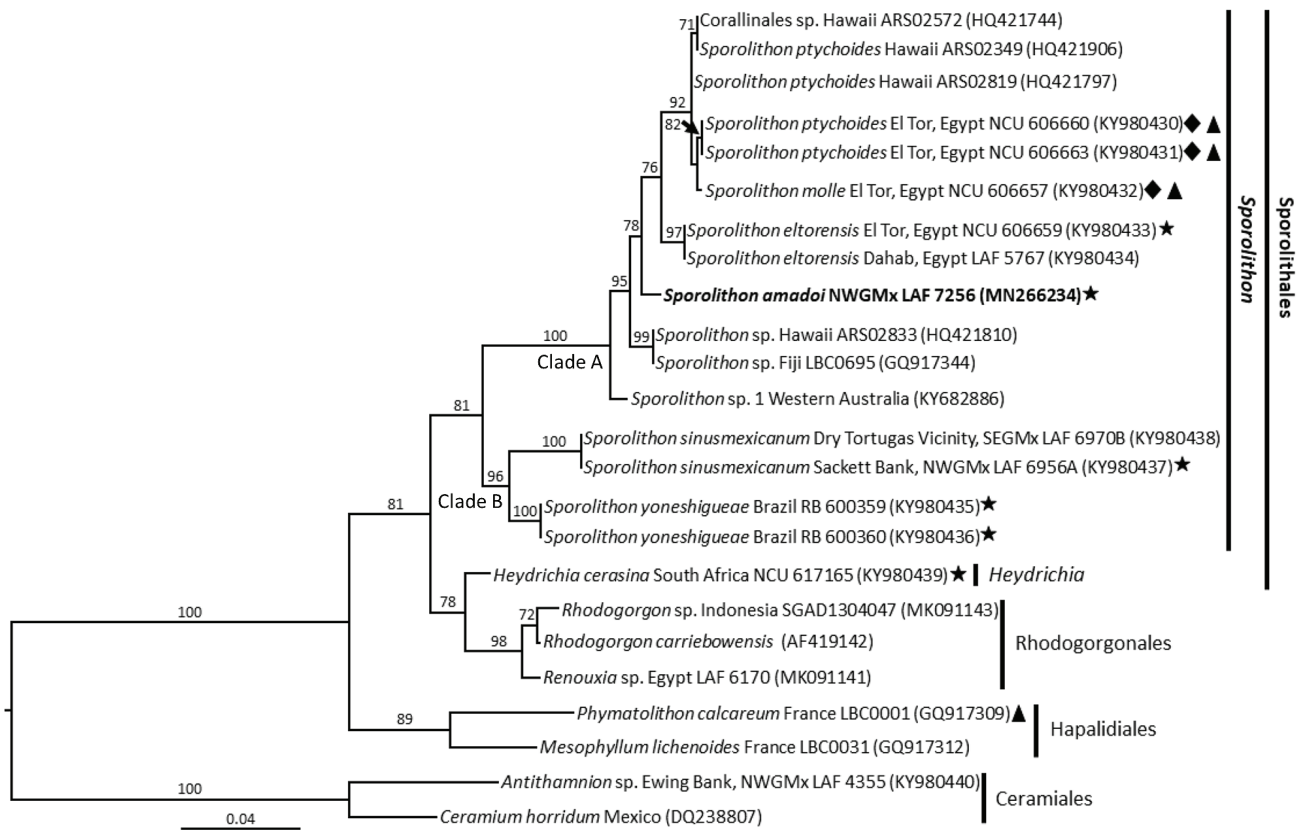 71
Corallinales sp. Hawaii ARS02572 (HQ421744)
Sporolithon ptychoides Hawaii ARS02349 (HQ421906)
Sporolithon ptychoides Hawaii ARS02819 (HQ421797)
92
82
Sporolithon ptychoides El Tor, Egypt NCU 606660 (KY980430)◆ ▲
Sporolithon ptychoides El Tor, Egypt NCU 606663 (KY980431)◆ ▲
76
Sporolithon molle El Tor, Egypt NCU 606657 (KY980432)◆ ▲
78
97
Sporolithon eltorensis El Tor, Egypt NCU 606659 (KY980433)★
Sporolithon eltorensis Dahab, Egypt LAF 5767 (KY980434)
95
Sporolithon amadoi NWGMx LAF 7256 (MN266234)★
99
Sporolithon sp. Hawaii ARS02833 (HQ421810)
100
Clade A
Sporolithon sp. Fiji LBC0695 (GQ917344)
Sporolithon sp. 1 Western Australia (KY682886)
81
100
Sporolithon sinusmexicanum Dry Tortugas Vicinity, SEGMx LAF 6970B (KY980438)
Sporolithon sinusmexicanum Sackett Bank, NWGMx LAF 6956A (KY980437)★
96
Clade B
81
100
Sporolithon yoneshigueae Brazil RB 600359 (KY980435)★
Sporolithon yoneshigueae Brazil RB 600360 (KY980436)★
Sporolithon
Sporolithales
Heydrichia cerasina South Africa NCU 617165 (KY980439)★
Heydrichia
78
100
72
Rhodogorgon sp. Indonesia SGAD1304047 (MK091143)
98
Rhodogorgon carriebowensis (AF419142)
Renouxia sp. Egypt LAF 6170 (MK091141)
Rhodogorgonales
89
Phymatolithon calcareum France LBC0001 (GQ917309)▲
Mesophyllum lichenoides France LBC0031 (GQ917312)
Hapalidiales
100
Antithamnion sp. Ewing Bank, NWGMx LAF 4355 (KY980440)
Ceramium horridum Mexico (DQ238807)
Ceramiales
0.04